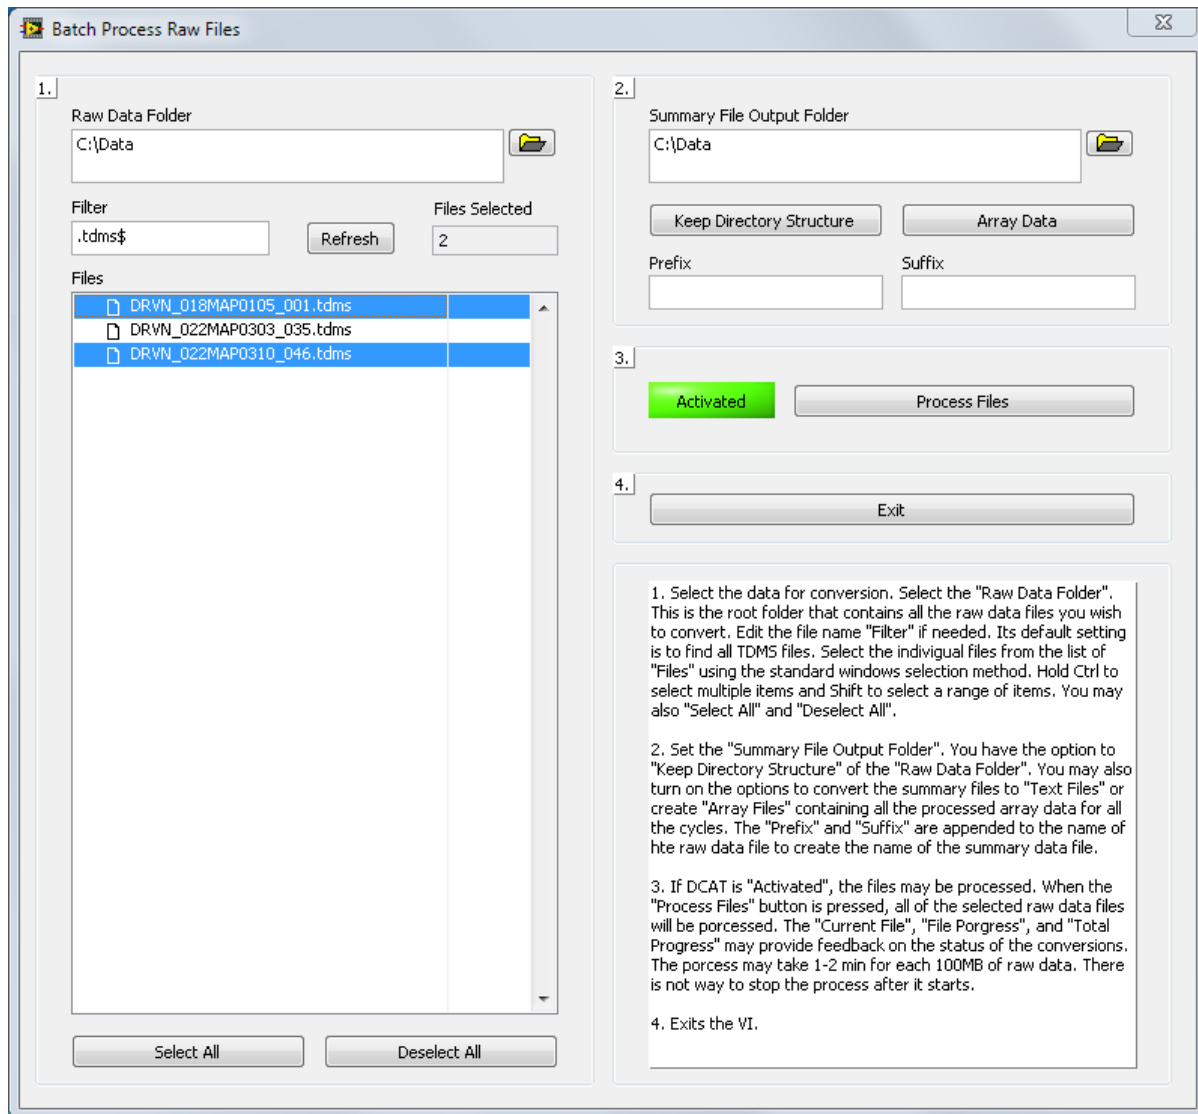 Batch Process Raw Files
1.
Raw Data Folder
C:\Data
Filter
Files Selected
.tdms$
Refresh
2
Files
DRVN_018MAP0105_001.tdms
DRVN_022MAP0303_035.tdms
DRVN_022MAP0310_046.tdms
Select All
Deselect All
2.
Summary File Output Folder
C:\Data
Keep Directory Structure
Array Data
Prefix
Suffix
3.
Activated
Process Files
4.
Exit
1. Select the data for conversion. Select the "Raw Data Folder".
This is the root folder that contains all the raw data files you wish
to convert. Edit the file name "Filter" if needed. Its default setting
is to find all TDMS files. Select the indivigual files from the list of
"Files" using the standard windows selection method. Hold Ctrl to
select multiple items and Shift to select a range of items. You may
also "Select All" and "Deselect All".
2. Set the "Summary File Output Folder". You have the option to
"Keep Directory Structure" of the "Raw Data Folder". You may also
turn on the options to convert the summary files to "Text Files" or
create "Array Files" containing all the processed array data for all
the cycles. The "Prefix" and "Suffix" are appended to the name of
hte raw data file to create the name of the summary data file.
3. If DCAT is "Activated", the files may be processed. When the
"Process Files" button is pressed, all of the selected raw data files
will be porcessed. The "Current File", "File Porgress", and "Total
Progress" may provide feedback on the status of the conversions.
The porcess may take 1-2 min for each 100MB of raw data. There
is not way to stop the process after it starts.
4. Exits the VI.